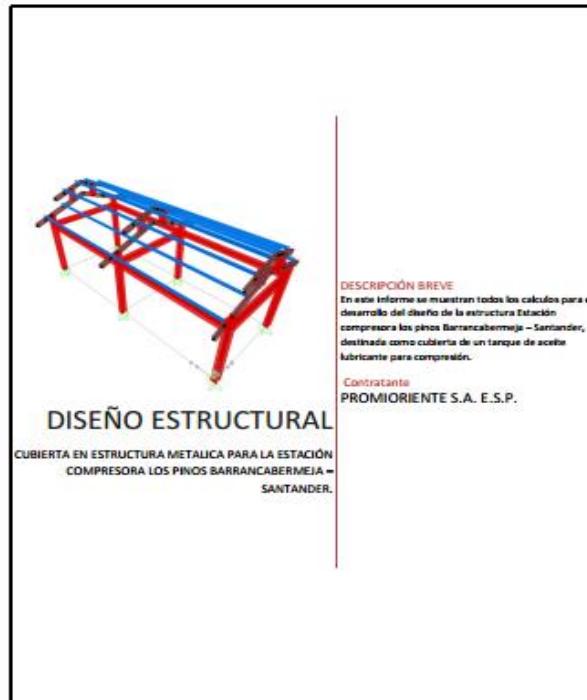 DISEÑO ESTRUCTURAL
CUBIERTA EN ESTRUCTURA METALICA PARA LA ESTACIÓN
COMPRESORA LOS PINOS BARRANCABERMEJA –
SANTANDER.
DESCRIPCIÓN BREVE
En este informe se muestran todos los calculos para
desarrollo del diseño de la estructura Estación
compresora los pinos Barrancabermeja – Santander,
destinada como cubierta de un tanque de aceite
lubricante para compresión.
Contratante
PROMIORIENTE S.A. E.S.P.